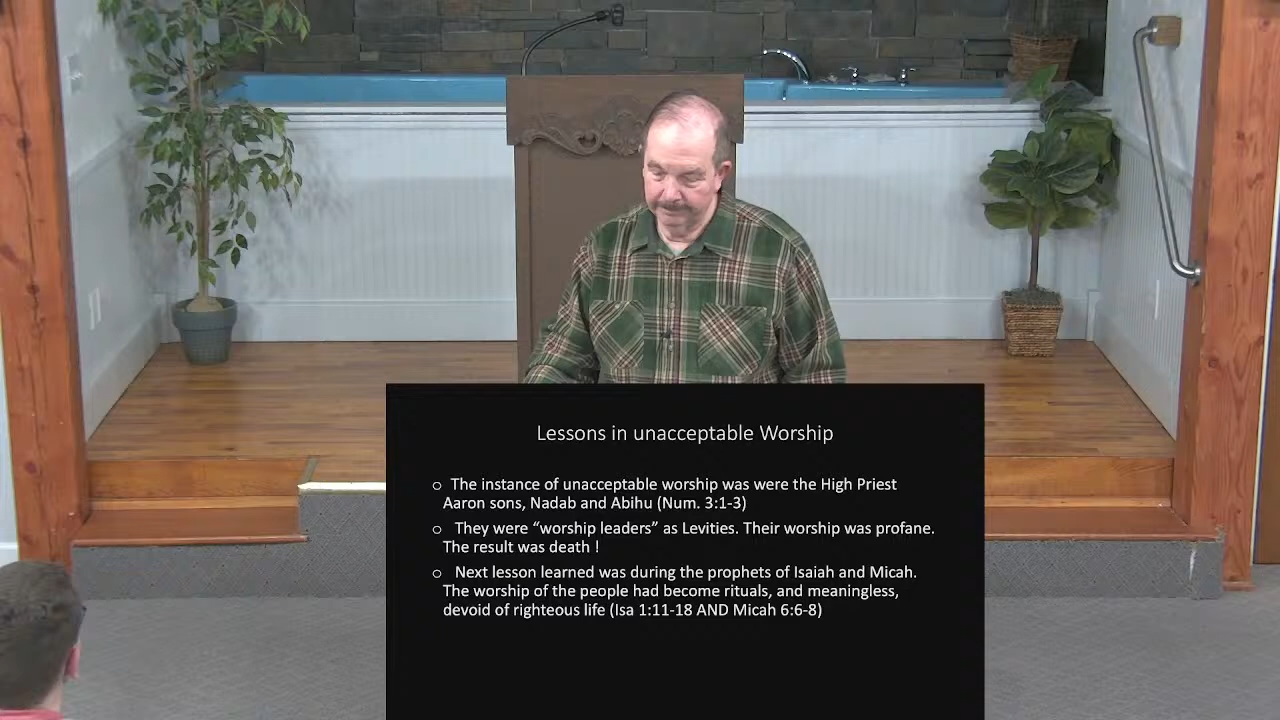 Lessons in unacceptable Worship
○ The instance of unacceptable worship was were the High Priest
Aaron sons, Nadab and Abihu (Num. 3:1-3)
○ They were “worship leaders” as Levities. Their worship was profane.
The result was death !
○ Next lesson learned was during the prophets of Isaiah and Micah.
The worship of the people had become rituals, and meaningless,
devoid of righteous life (Isa 1:11-18 AND Micah 6:6-8)